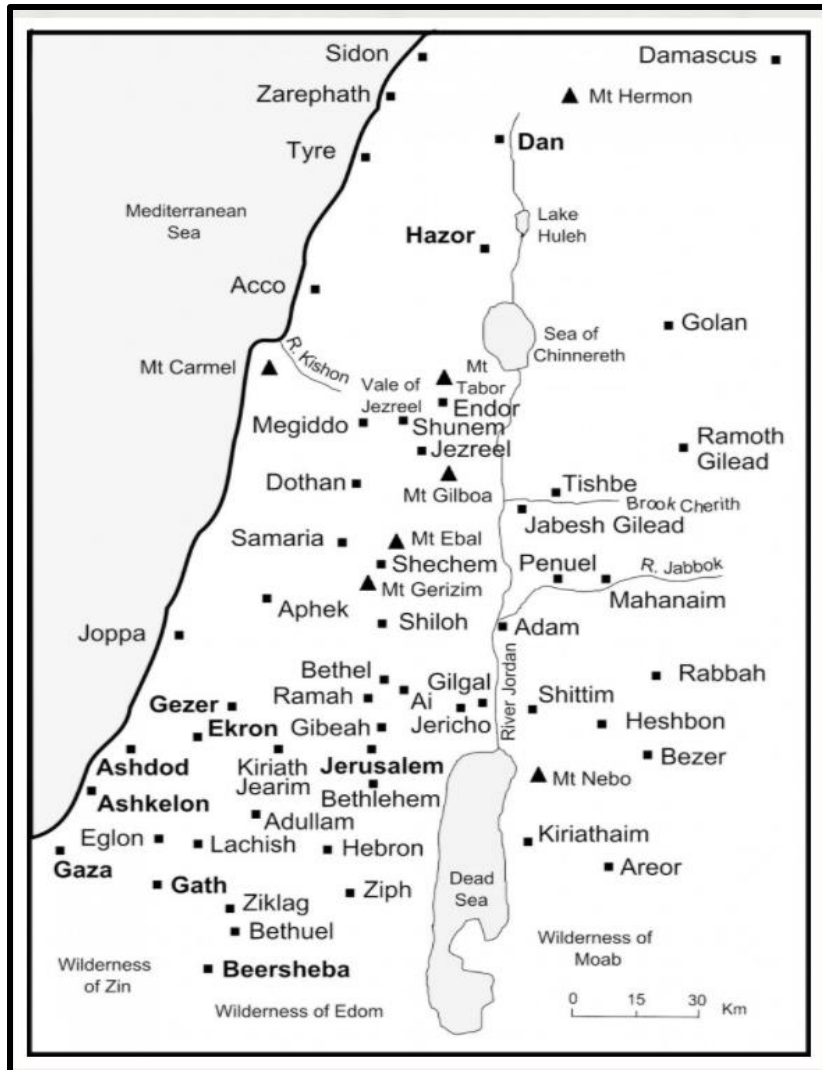 Sidon
Damascus
Zarephath
Mt Hermon
Dan
Tyre
Mediterranean
Sea
Lake
Huleh
Hazor
Acco
Golan
Sea of
Chinnereth
R. Kishon
Mt Carmel
Mt
Tabor
Vale of
Jezreel
Endor
Megiddo
Shunem
Ramoth
Gilead
Jezreel
Dothan
Mt Gilboa
Tishbe
Brook Cherith
Jabesh Gilead
Samaria
Mt Ebal
Shechem
Penuel
R. Jabbok
Mt Gerizim
Mahanaim
Aphek
Shiloh
Adam
Joppa
River Jordan
Bethel
Rabbah
Ramah
Ai
Gilgal
Shittim
Gezer
Jericho
Heshbon
Ekron
Gibeah
Ashdod
Kiriath
Jearim
Jerusalem
Bezer
Mt Nebo
Ashkelon
Bethlehem
Adullam
Eglon
Lachish
Hebron
Kiriathaim
Gaza
Areor
Gath
Ziph
Dead
Sea
Ziklag
Bethuel
Wilderness of
Moab
Wilderness
of Zin
Beersheba
Wilderness of Edom
0 15 30
Km